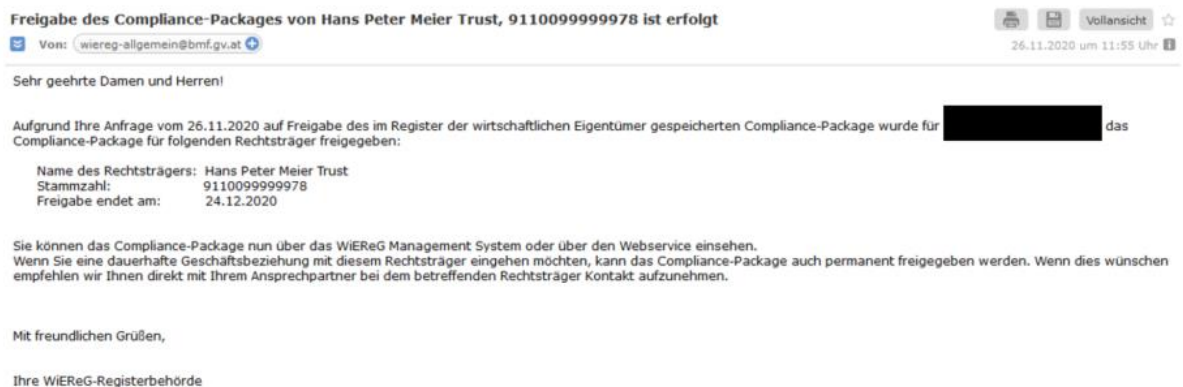 Freigabe des Compliance-Packages von Hans Peter Meier Trust, 9110099999978 ist erfolgt
Vollansicht
Von: wiereg-allgemein@bmf.gv.at
26.11.2020 um 11:55 Uhr
Sehr geehrte Damen und Herren!
Aufgrund Ihre Anfrage vom 26.11.2020 auf Freigabe des im Register der wirtschaftlichen Eigentümer gespeicherten Compliance-Package wurde für das
Compliance-Package für folgenden Rechtsträger freigegeben:
Name des Rechtsträgers: Hans Peter Meier Trust
Stammzahl: 9110099999978
Freigabe endet am: 24.12.2020
Sie können das Compliance-Package nun über das WiEReG Management System oder über den Webservice einsehen.
Wenn Sie eine dauerhafte Geschäftsbeziehung mit diesem Rechtsträger eingehen möchten, kann das Compliance-Package auch permanent freigegeben werden. Wenn dies wünschen
empfehlen wir Ihnen direkt mit Ihrem Ansprechpartner bei dem betreffenden Rechtsträger Kontakt aufzunehmen.
Mit freundlichen Grüßen,
Ihre WiEReG-Registerbehörde